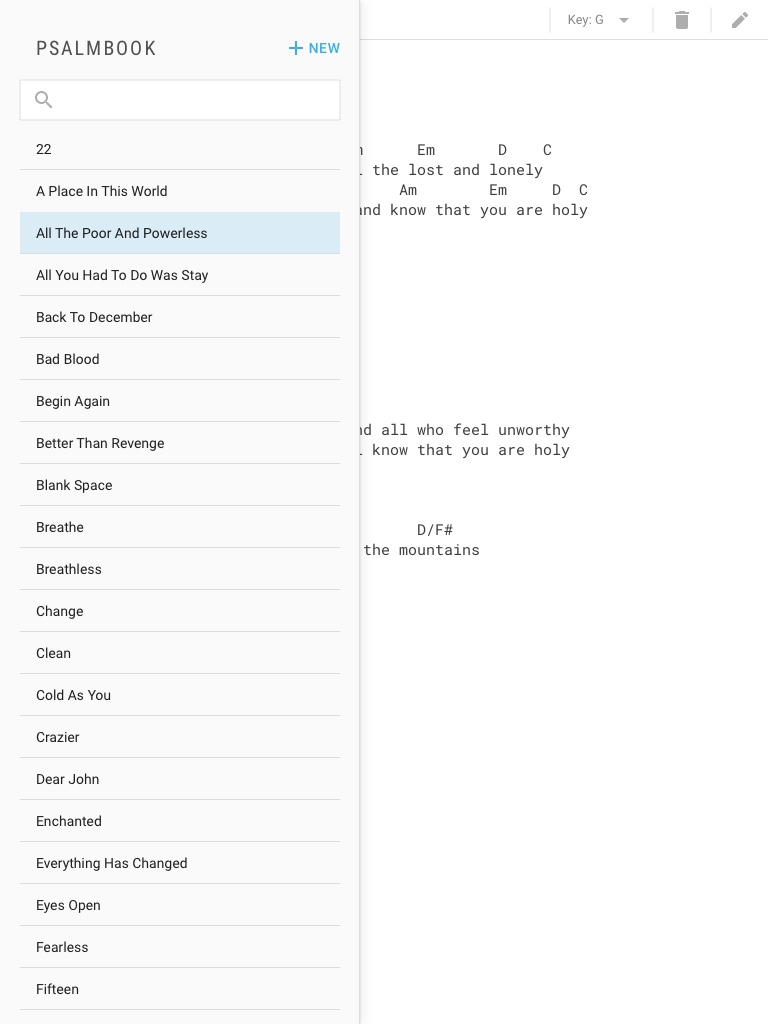 PSALMBOOK
NEW
Key: G
22
A Place In This World
All The Poor And Powerless
All You Had To Do Was Stay
Back To December
Bad Blood
Begin Again
Better Than Revenge
Blank Space
Breathe
Breathless
Change
Clean
Cold As You
Crazier
Dear John
Enchanted
Everything Has Changed
Eyes Open
Fearless
Fifteen
Em D C
the lost and lonely
Am Em D C
know that you are holy
all who feel unworthy
know that you are holy
D/F#
the mountains